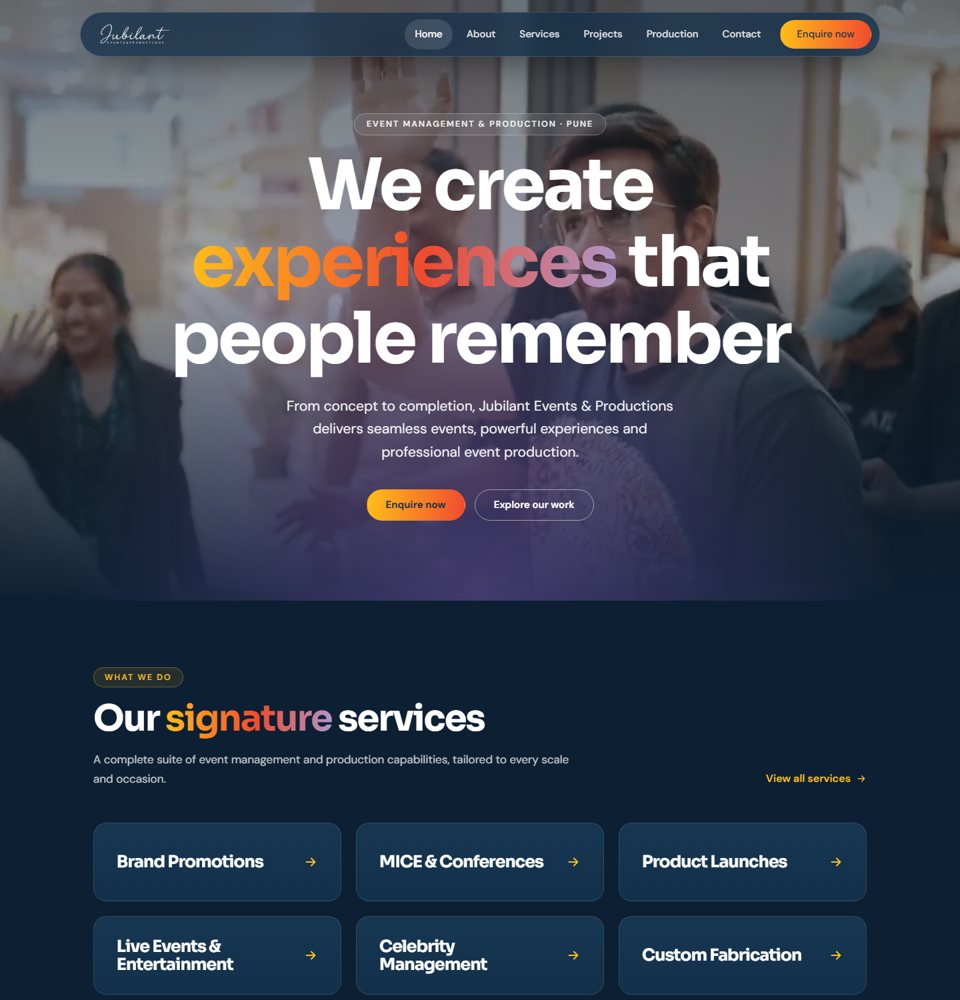 Jubilant
EVENTS & PRODUCTIONS
Home About Services Projects Production Contact Enquire now
EVENT MANAGEMENT & PRODUCTION · PUNE
We create
experiences that
people remember
From concept to completion, Jubilant Events & Productions
delivers seamless events, powerful experiences and
professional event production.
Enquire now Explore our work
WHAT WE DO
Our signature services
A complete suite of event management and production capabilities, tailored to every scale
and occasion.
View all services →
Brand Promotions →
MICE & Conferences →
Product Launches →
Live Events &
Entertainment →
Celebrity
Management →
Custom Fabrication →